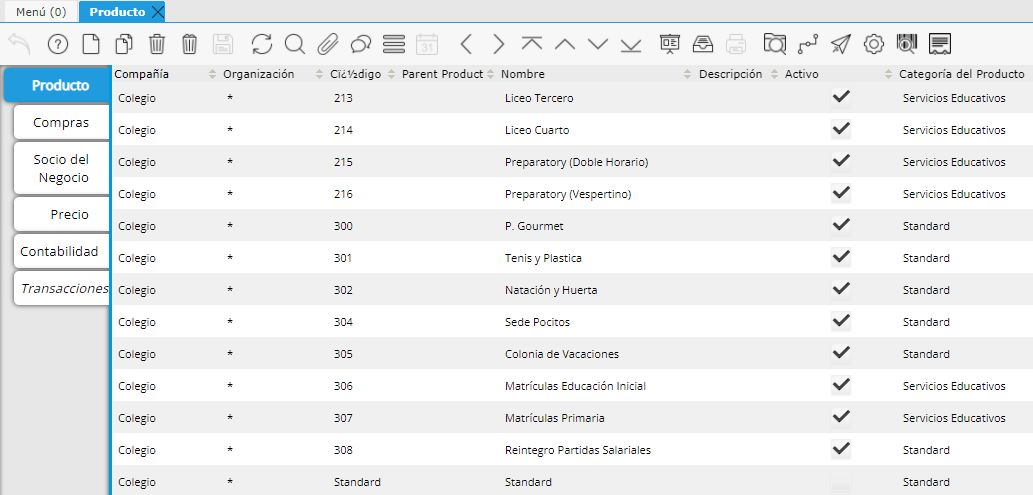 Menú (0) Producto
31
Producto
Compras
Socio del
Negocio
Precio
Contabilidad
Transacciones
Compañía Organización Cï¿½digo Parent Product Nombre Descripción Activo Categoría del Producto
Colegio * 213 Liceo Tercero Servicios Educativos
Colegio * 214 Liceo Cuarto Servicios Educativos
Colegio * 215 Preparatory (Doble Horario) Servicios Educativos
Colegio * 216 Preparatory (Vespertino) Servicios Educativos
Colegio * 300 P. Gourmet Standard
Colegio * 301 Tenis y Plastica Standard
Colegio * 302 Natación y Huerta Standard
Colegio * 304 Sede Pocitos Standard
Colegio * 305 Colonia de Vacaciones Standard
Colegio * 306 Matrículas Educación Inicial Servicios Educativos
Colegio * 307 Matrículas Primaria Servicios Educativos
Colegio * 308 Reintegro Partidas Salariales Standard
Colegio * Standard Standard Standard